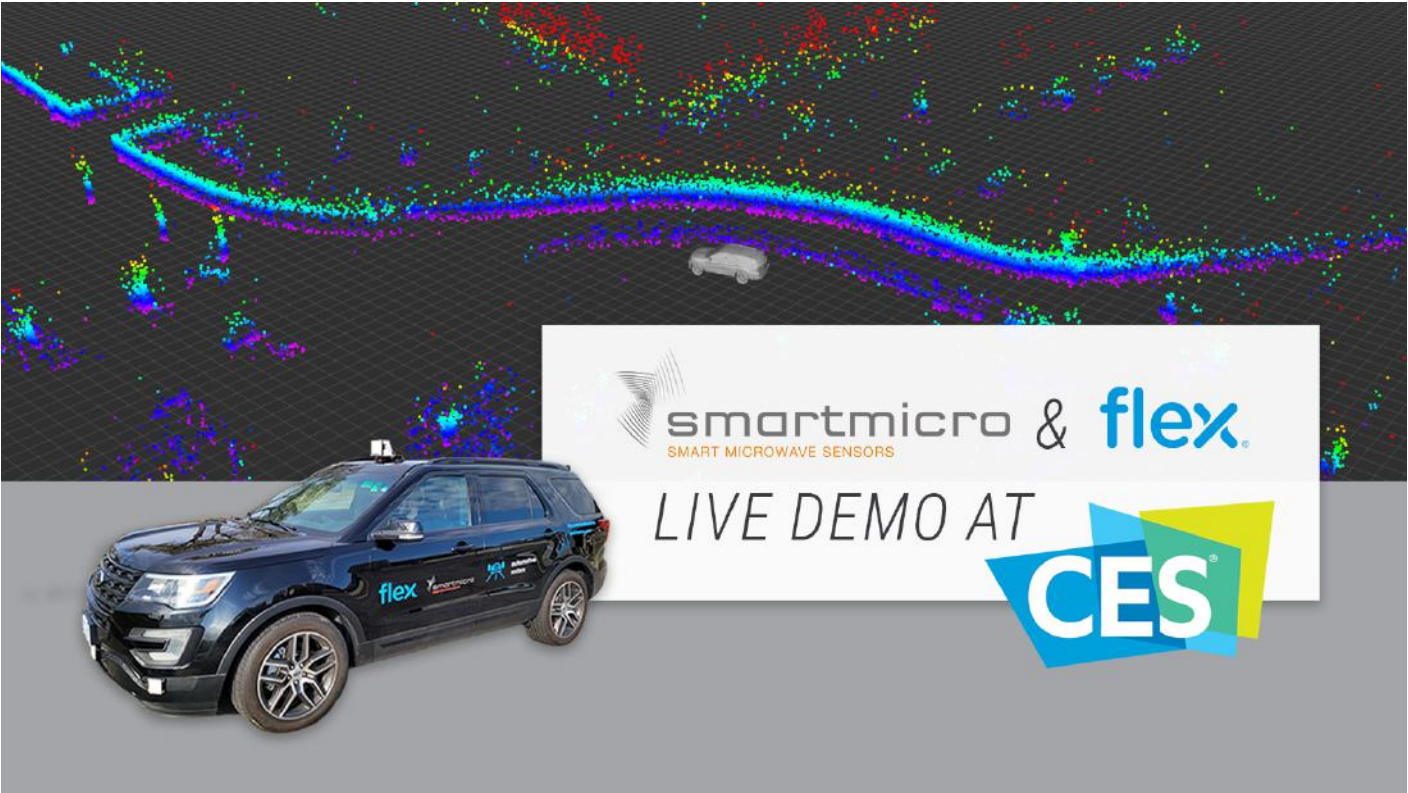 smartmicro & flex
SMART MICROWAVE SENSORS
LIVE DEMO AT
CES
flex smartmicro